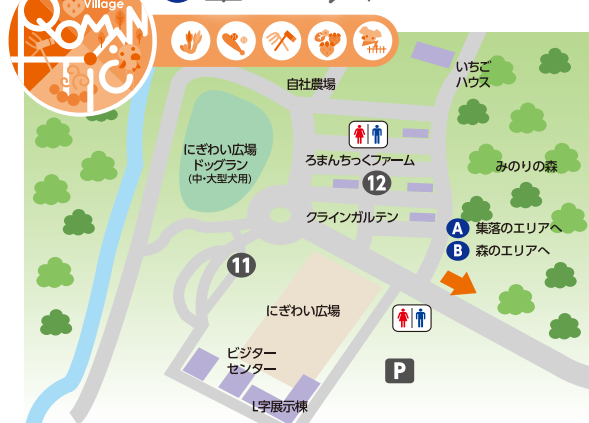 Village
ROMANTIC
自社農場
いちご
ハウス
にぎわい広場
ドッグラン
(中・大型犬用)
ろまんちっくファーム
12
みのりの森
クラインガルテン
A 集落のエリアへ
B 森のエリアへ
11
にぎわい広場
ビジター
センター
P
L字展示棟